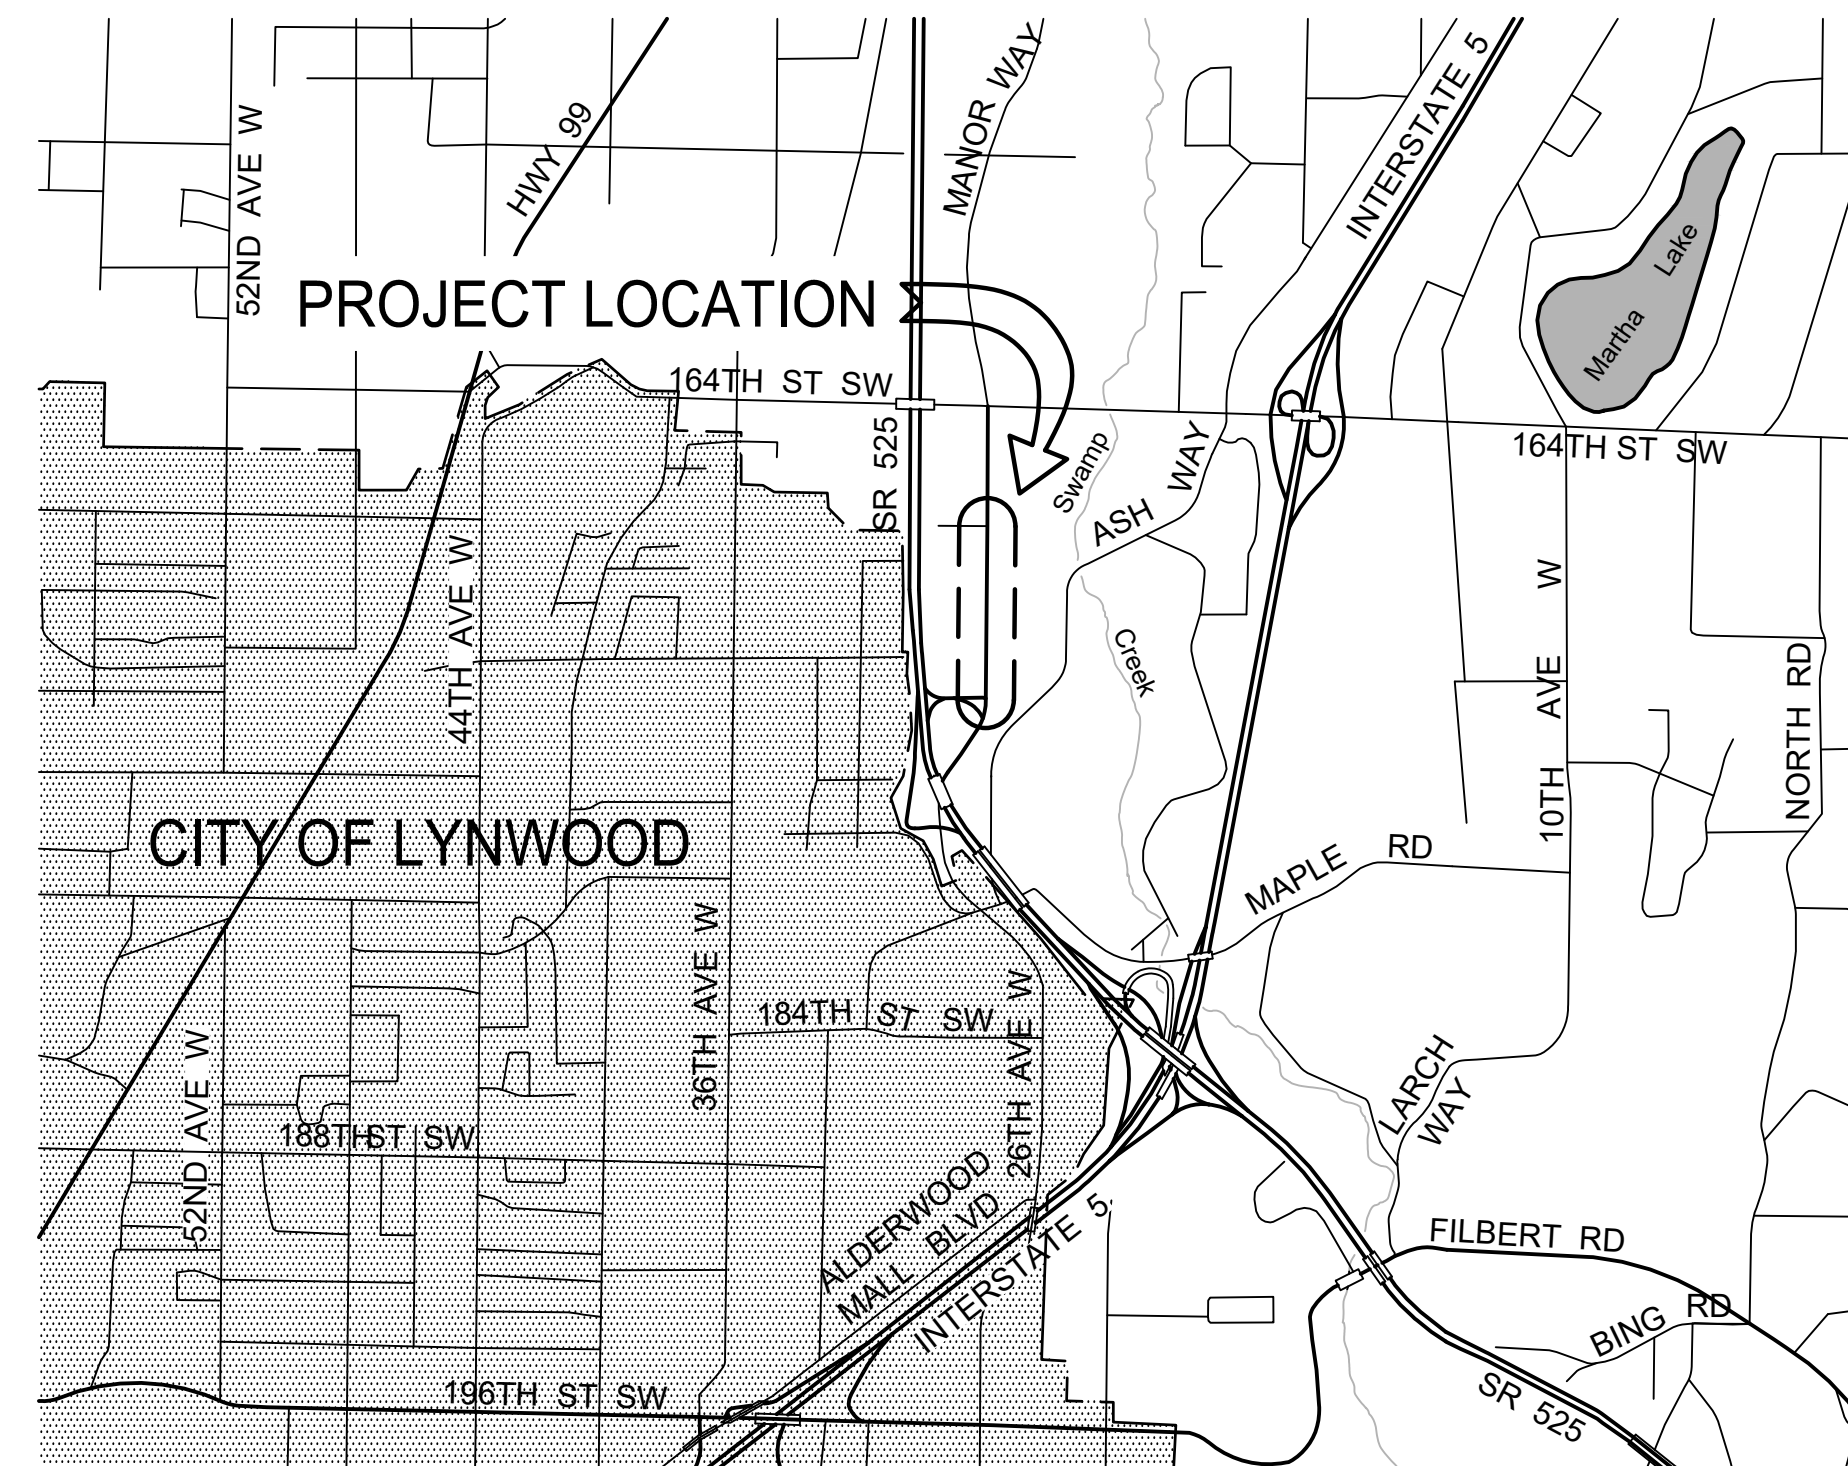 MANOR WAY
INTERSTATE 5
52ND AVE W
HWY 99
PROJECT LOCATION
Martha Lake
164TH ST SW
SR 525
Swamp
ASH WAY
164TH ST SW
44TH AVE W
10TH AVE W
NORTH RD
Creek
CITY OF LYNWOOD
MAPLE RD
36TH AVE W
184TH ST SW
26TH AVE W
52ND AVE W
188TH ST SW
LARCH
WAY
ALDERWOOD
MALL BLVD
INTERSTATE 5
FILBERT RD
BING RD
196TH ST SW
SR 525